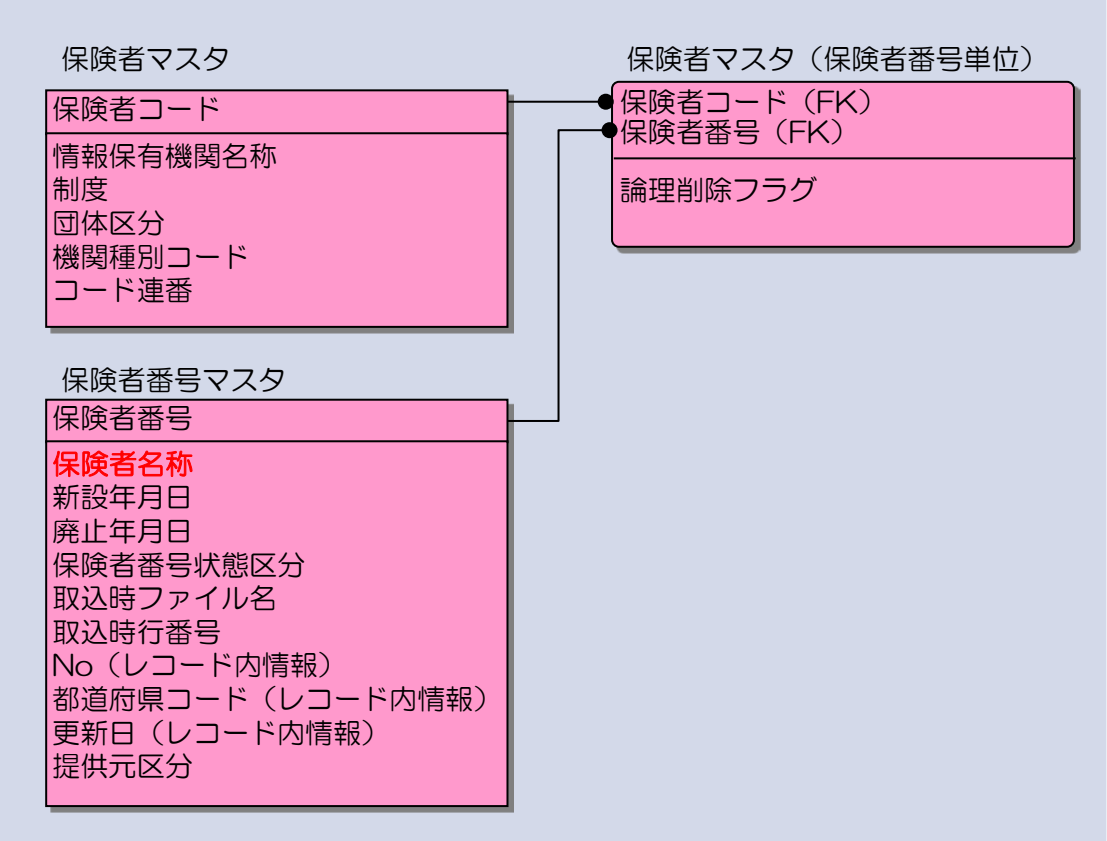 保険者マスタ
保険者コード
情報保有機関名称
制度
団体区分
機関種別コード
コード連番
保険者マスタ（保険者番号単位）
保険者コード（FK）
保険者番号（FK）
論理削除フラグ
保険者番号マスタ
保険者番号
保険者名称
新設年月日
廃止年月日
保険者番号状態区分
取込時ファイル名
取込時行番号
No（レコード内情報）
都道府県コード（レコード内情報）
更新日（レコード内情報）
提供元区分